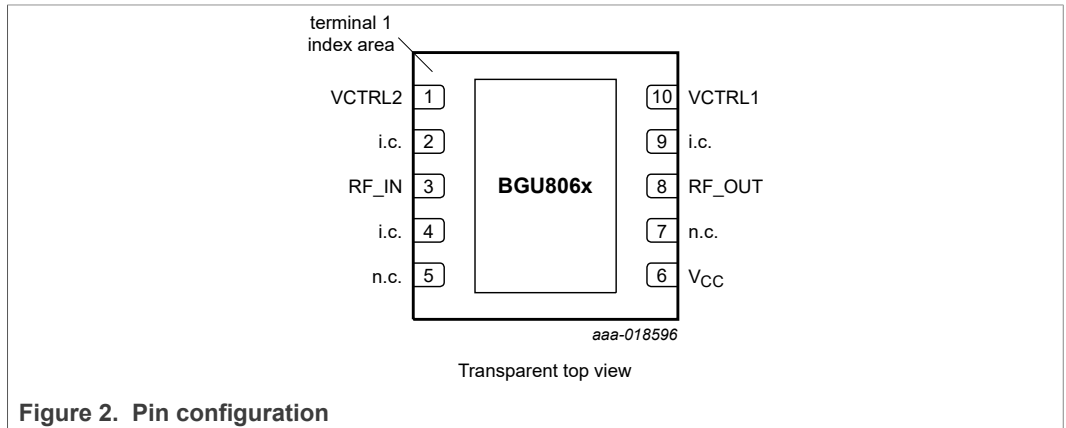 terminal 1
index area
VCTRL2 1 10 VCTRL1
i.c. 2 9 i.c.
RF_IN 3 BGU806x 8 RF_OUT
i.c. 4 7 n.c.
n.c. 5 6 VCC
aaa-018596
Transparent top view
Figure 2. Pin configuration